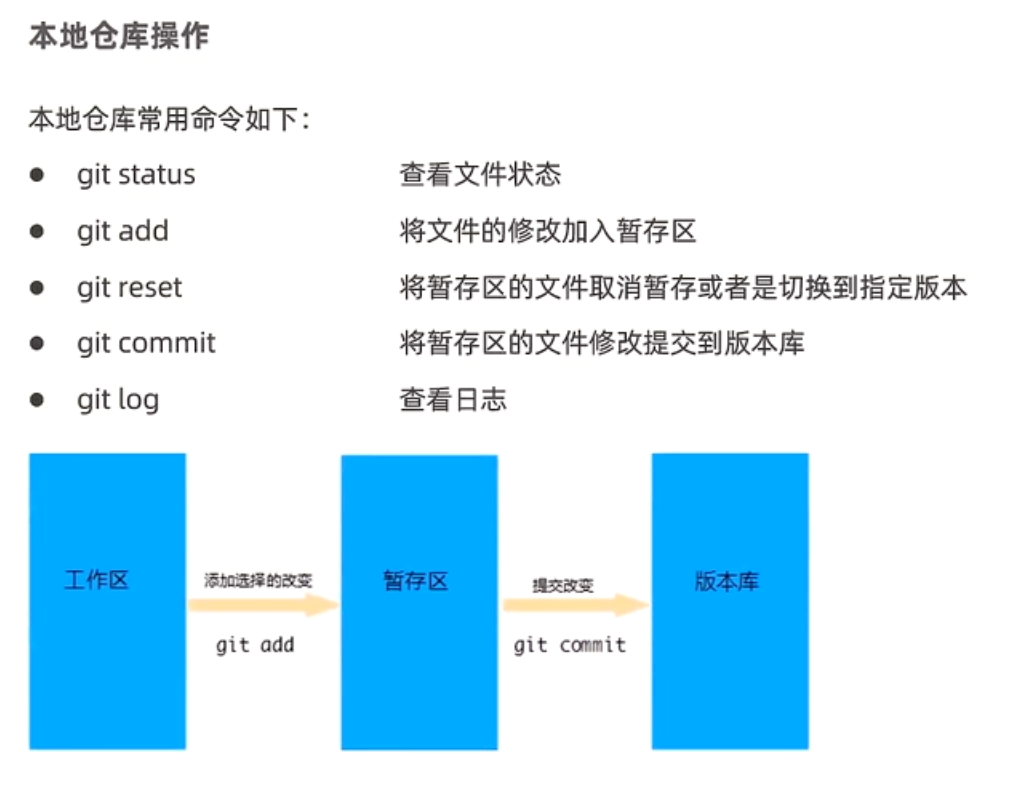 本地仓库操作
本地仓库常用命令如下：
● git status 查看文件状态
● git add 将文件的修改加入暂存区
● git reset 将暂存区的文件取消暂存或者是切换到指定版本
● git commit 将暂存区的文件修改提交到版本库
● git log 查看日志
工作区 添加选择的改变 暂存区 提交改变 版本库
git add git commit